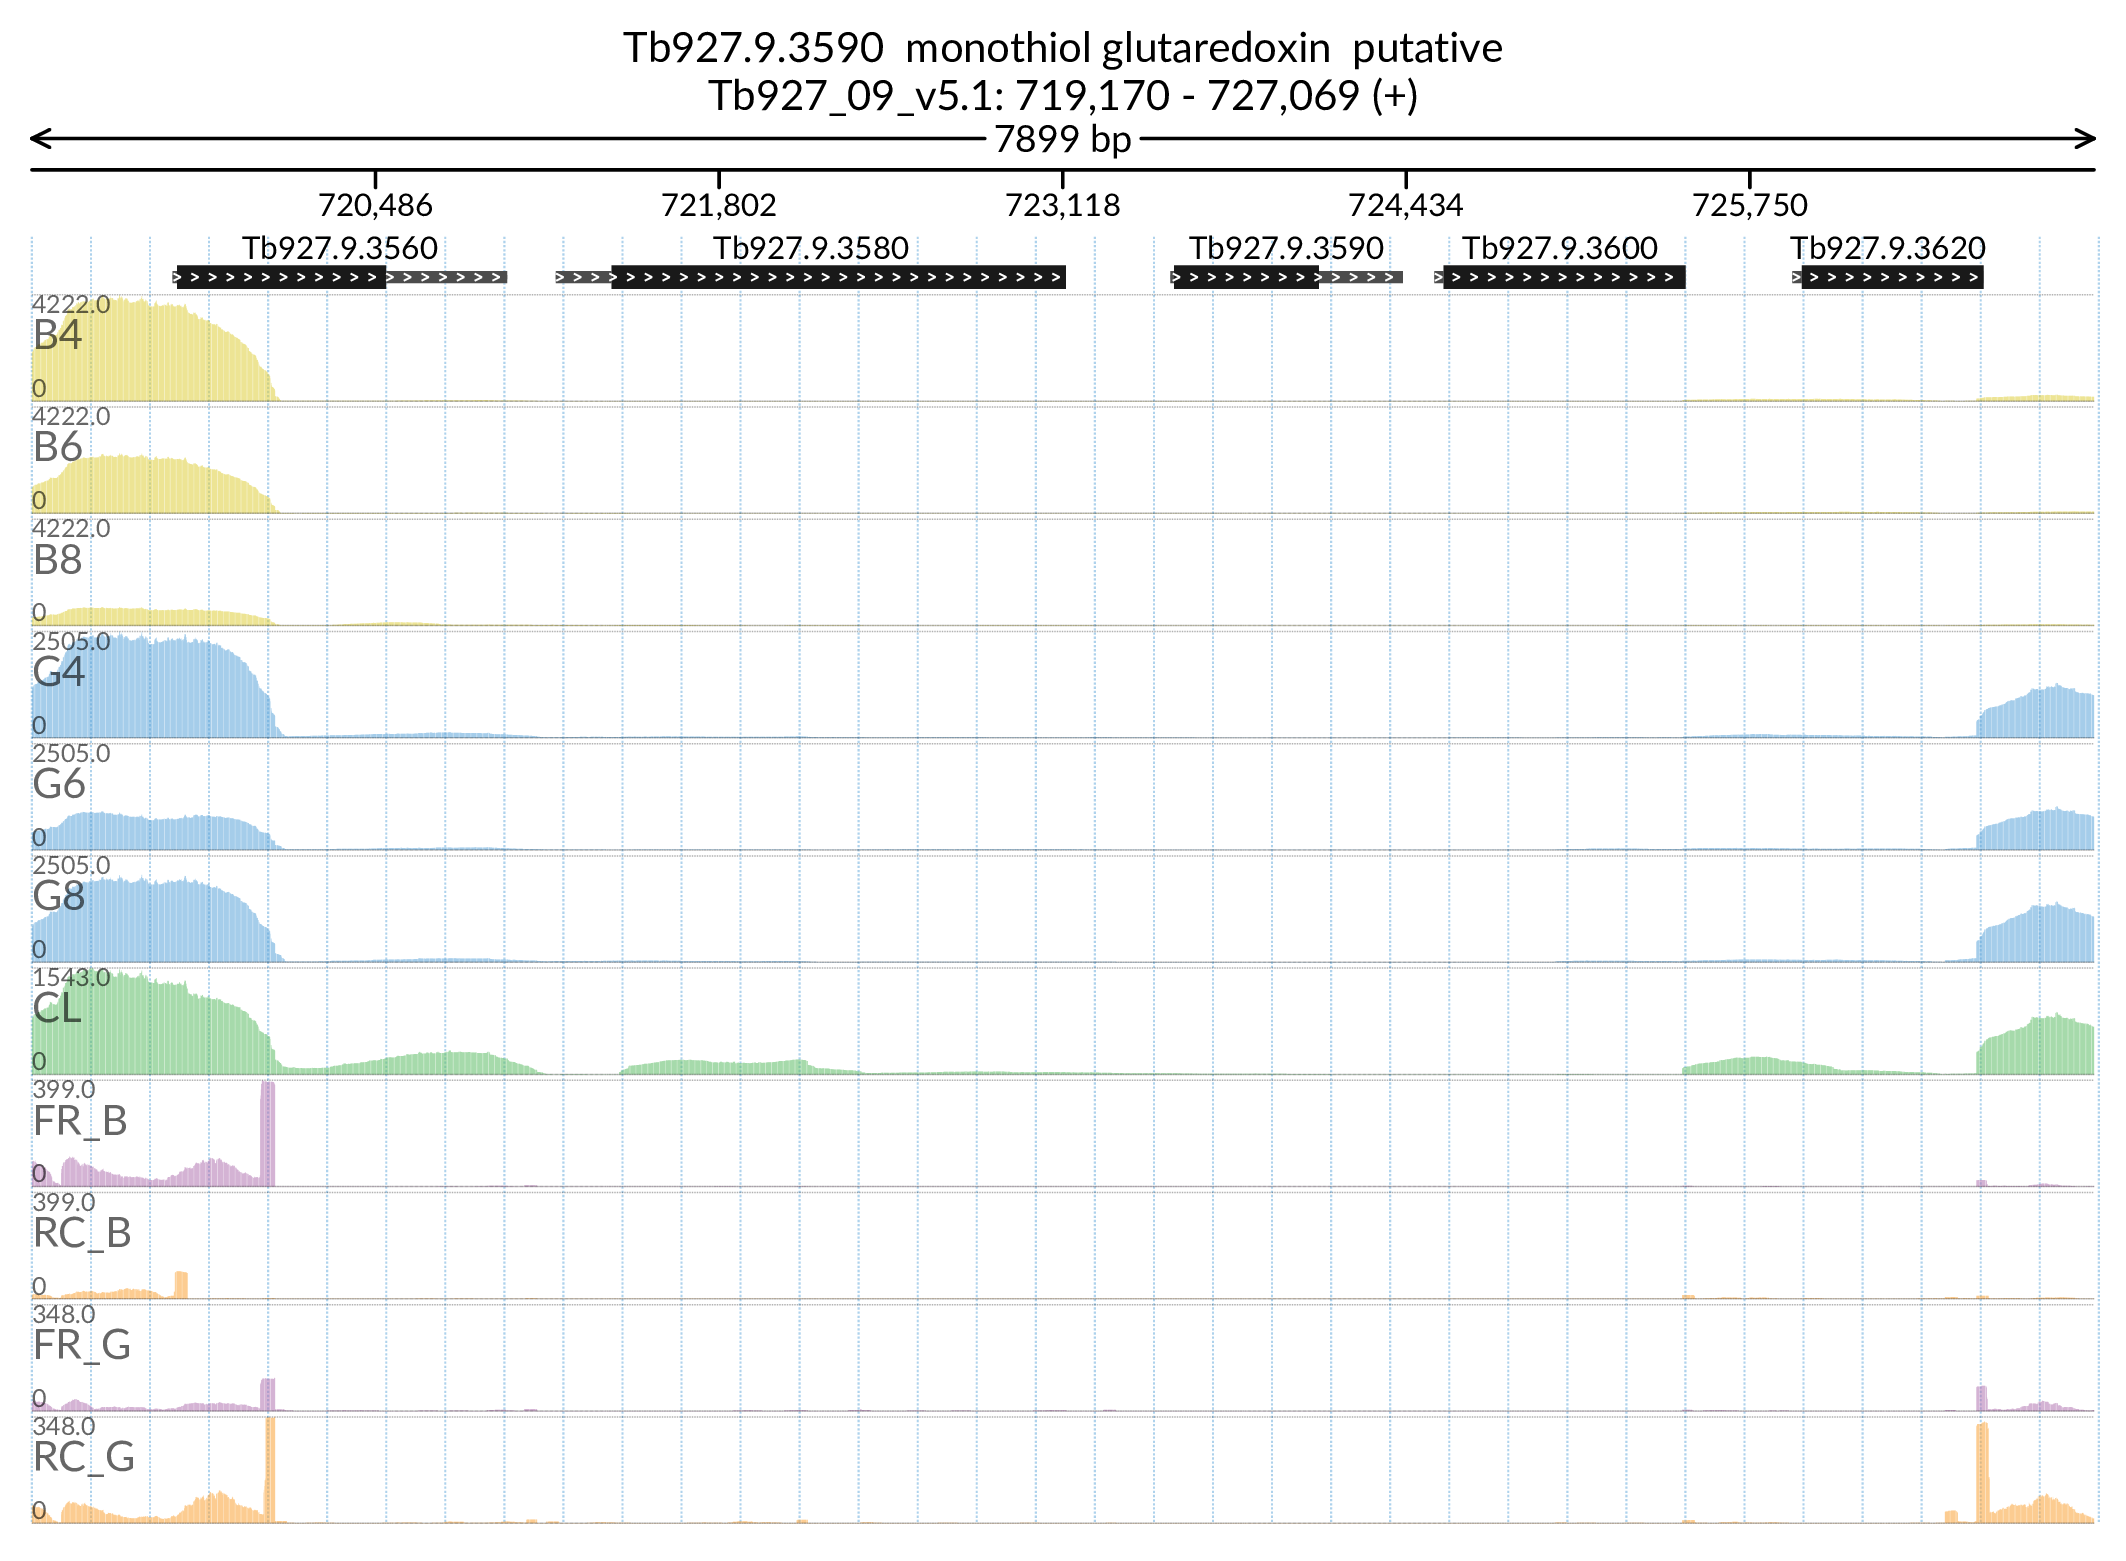 Tb927.9.3590 monothiol glutaredoxin putative
Tb927_09_v5.1: 719,170 - 727,069 (+)
7899 bp
720,486 721,802 723,118 724,434 725,750
Tb927.9.3560 Tb927.9.3580 Tb927.9.3590 Tb927.9.3600 Tb927.9.3620
4222.0
B4
0
4222.0
B6
0
4222.0
B8
0
2505.0
G4
0
2505.0
G6
0
2505.0
G8
0
1543.0
CL
0
399.0
FR_B
0
399.0
RC_B
0
348.0
FR_G
0
348.0
RC_G
0